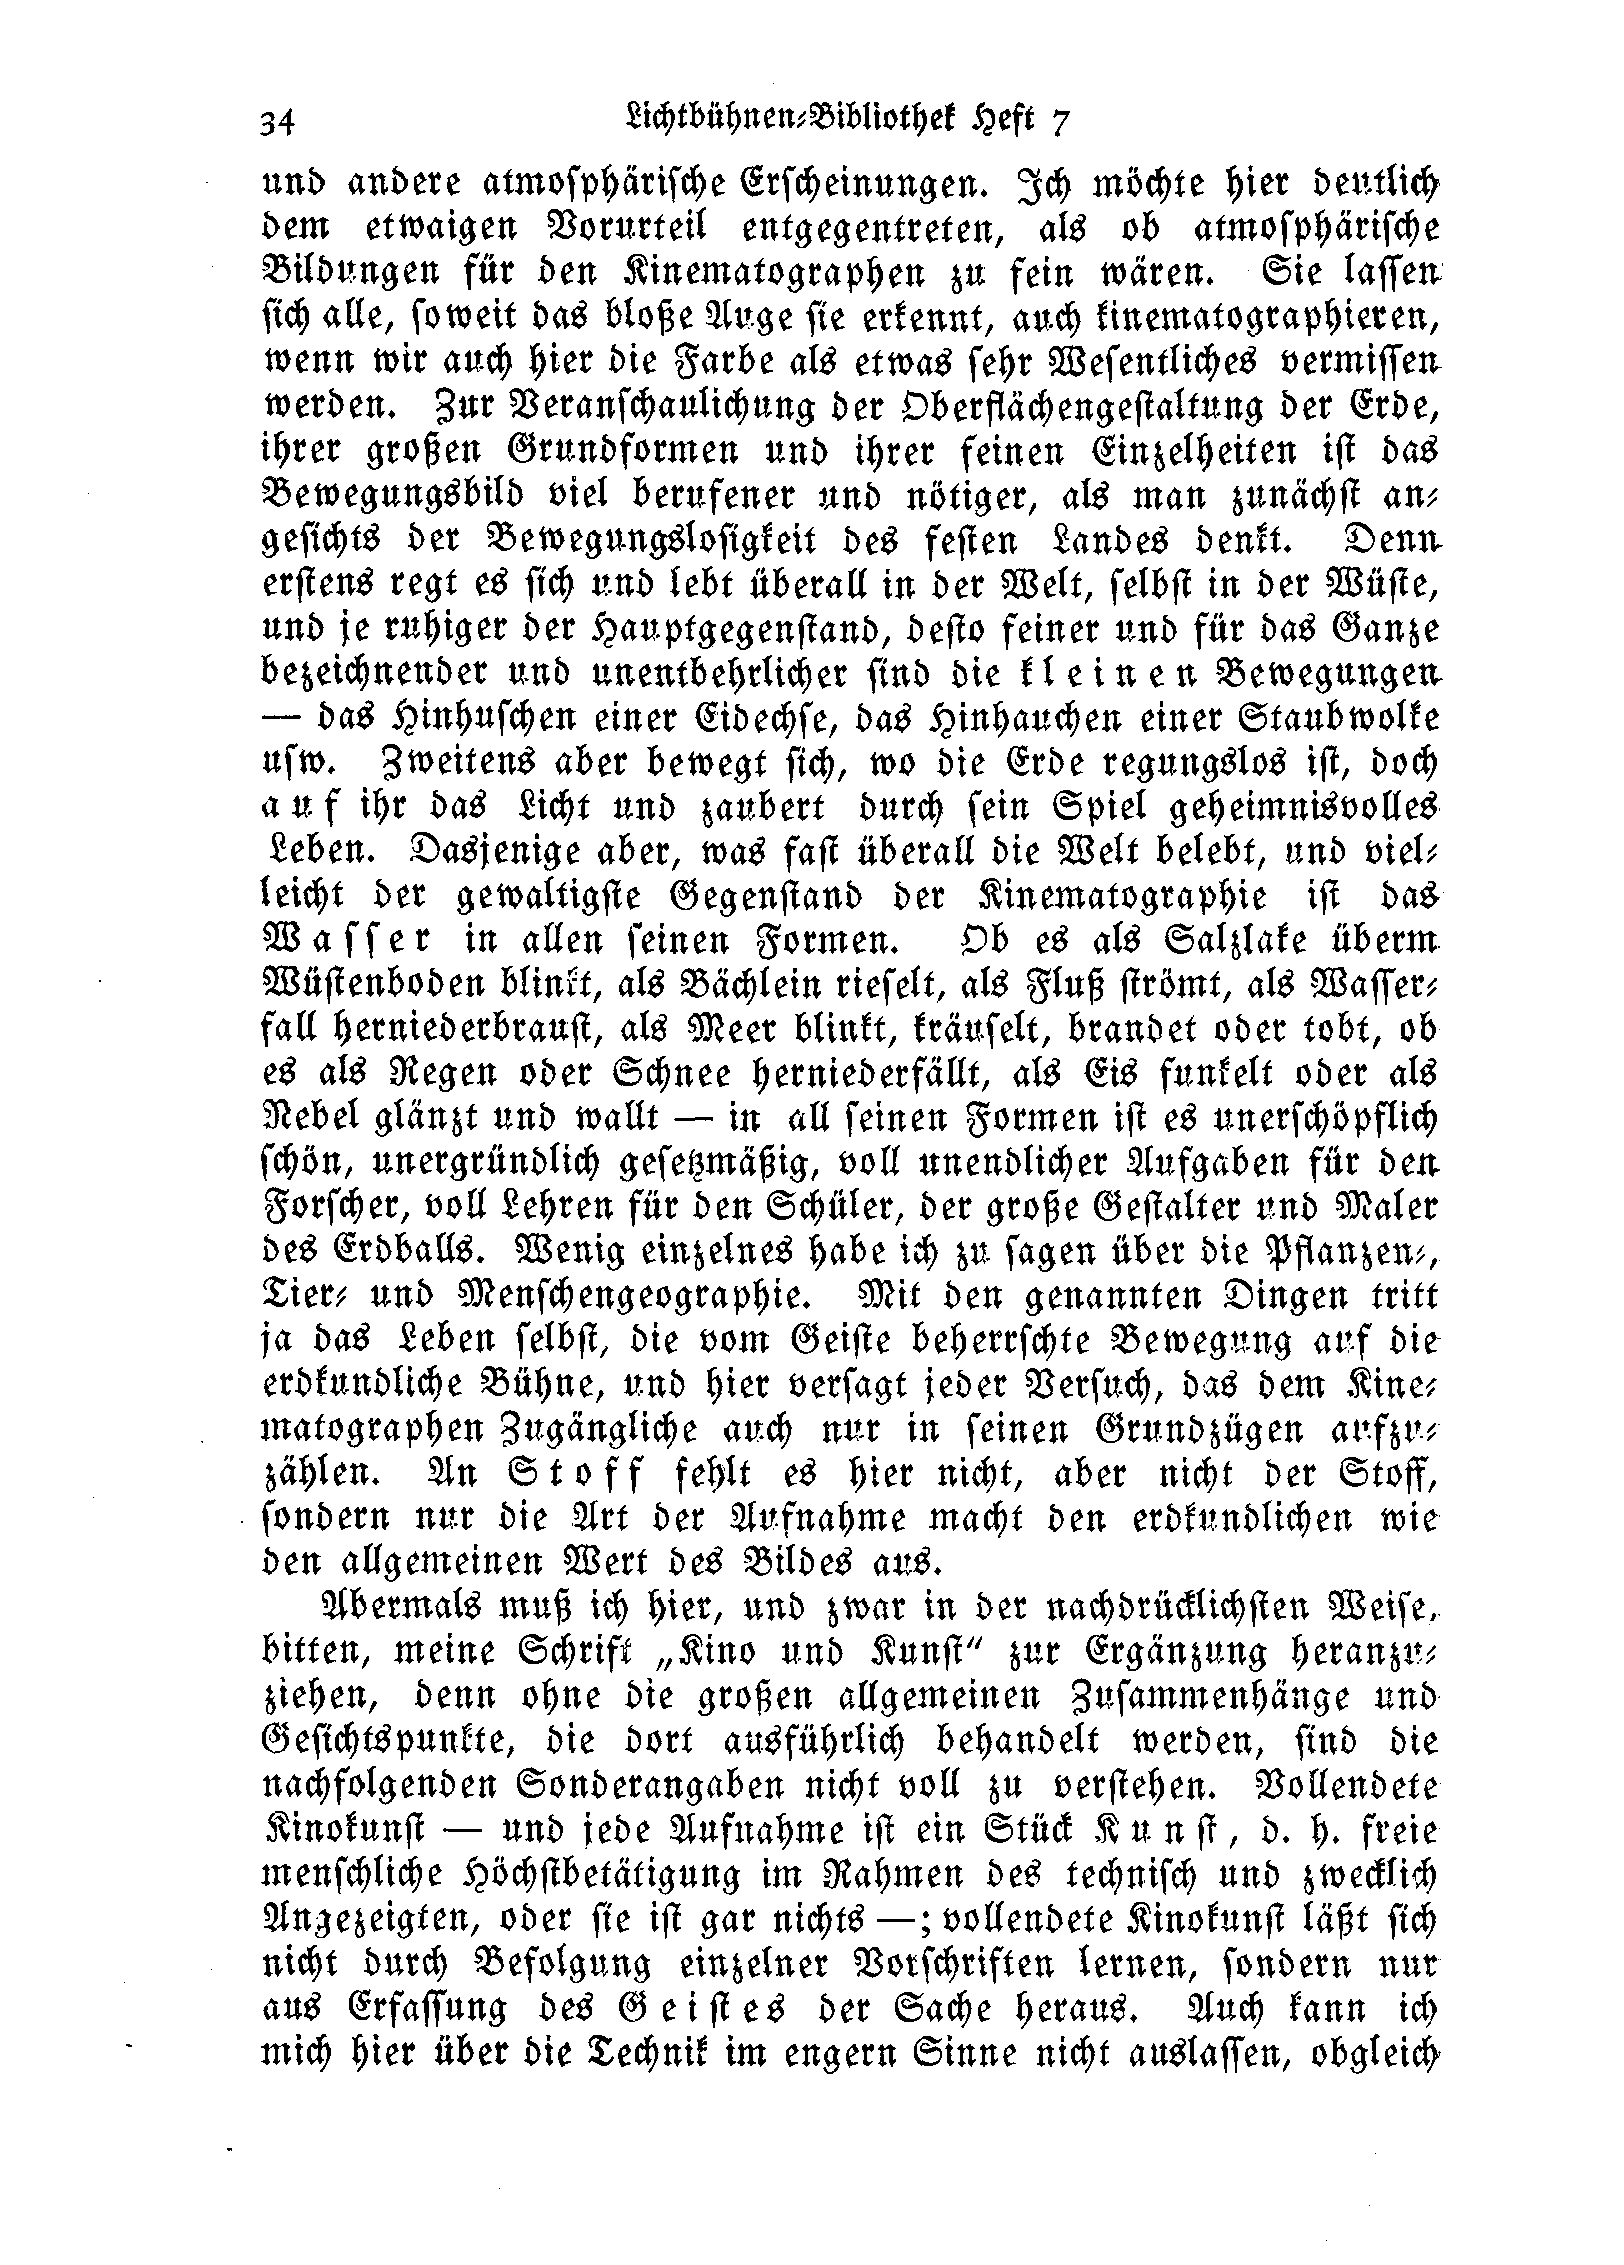 34 Lichtbühnen-Bibliothek Heft 7
und andere atmosphärische Erscheinungen. Ich möchte hier deutlich
dem etwaigen Vorurteil entgegentreten, als ob atmosphärische
Bildungen für den Kinematographen zu fein wären. Sie lassen
sich alle, soweit das bloße Auge sie erkennt, auch kinematographieren,
wenn wir auch hier die Farbe als etwas sehr Wesentliches vermissen
werden. Zur Veranschaulichung der Oberflächengestaltung der Erde,
ihrer großen Grundformen und ihrer feinen Einzelheiten ist das
Bewegungsbild viel berufener und nötiger, als man zunächst an-
gesichts der Bewegungslosigkeit des festen Landes denkt. Denn
erstens regt es sich und lebt überall in der Welt, selbst in der Wüste,
und je ruhiger der Hauptgegenstand, desto feiner und für das Ganze
bezeichnender und unentbehrlicher sind die kleinen Bewegungen
— das Hinhuschen einer Eidechse, das Hinhauchen einer Staubwolke
usw. Zweitens aber bewegt sich, wo die Erde regungslos ist, doch
auf ihr das Licht und zaubert durch sein Spiel geheimnisvolles
Leben. Dasjenige aber, was fast überall die Welt belebt, und viel-
leicht der gewaltigste Gegenstand der Kinematographie ist das
Wasser in allen seinen Formen. Ob es als Salzlake überm
Wüstenboden blinkt, als Bächlein rieselt, als Fluß strömt, als Wasser-
fall herniederbraust, als Meer blinkt, kräuselt, brandet oder tobt, ob
es als Regen oder Schnee herniederfällt, als Eis funkelt oder als
Nebel glänzt und wallt — in all seinen Formen ist es unerschöpflich
schön, unergründlich gesetzmäßig, voll unendlicher Aufgaben für den
Forscher, voll Lehren für den Schüler, der große Gestalter und Maler
des Erdballs. Wenig einzelnes habe ich zu sagen über die Pflanzen-,
Tier- und Menschengeographie. Mit den genannten Dingen tritt
ja das Leben selbst, die vom Geiste beherrschte Bewegung auf die
erdkundliche Bühne, und hier versagt jeder Versuch, das dem Kine-
matographen Zugängliche auch nur in seinen Grundzügen aufzu-
zählen. An Stoff fehlt es hier nicht, aber nicht der Stoff,
sondern nur die Art der Aufnahme macht den erdkundlichen wie
den allgemeinen Wert des Bildes aus.
Abermals muß ich hier, und zwar in der nachdrücklichsten Weise,
bitten, meine Schrift „Kino und Kunst“ zur Ergänzung heranzu-
ziehen, denn ohne die großen allgemeinen Zusammenhänge und
Gesichtspunkte, die dort ausführlich behandelt werden, sind die
nachfolgenden Sonderangaben nicht voll zu verstehen. Vollendete
Kinokunst — und jede Aufnahme ist ein Stück Kunst, d. h. freie
menschliche Höchstbetätigung im Rahmen des technisch und zwecklich
Angezeigten, oder sie ist gar nichts —; vollendete Kinokunst läßt sich
nicht durch Befolgung einzelner Vorschriften lernen, sondern nur
aus Erfassung des Geistes der Sache heraus. Auch kann ich
mich hier über die Technik im engern Sinne nicht auslassen, obgleich